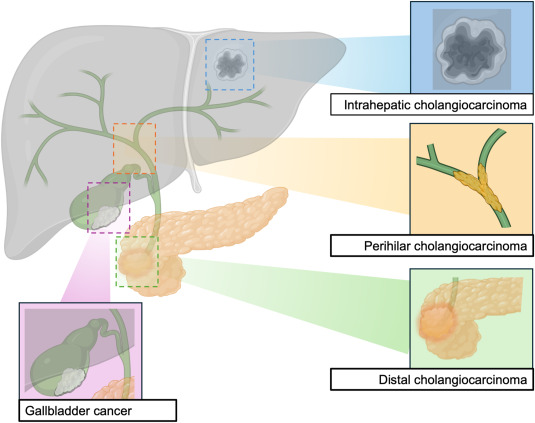 Intrahepatic cholangiocarcinoma
Perihilar cholangiocarcinoma
Distal cholangiocarcinoma
Gallbladder cancer